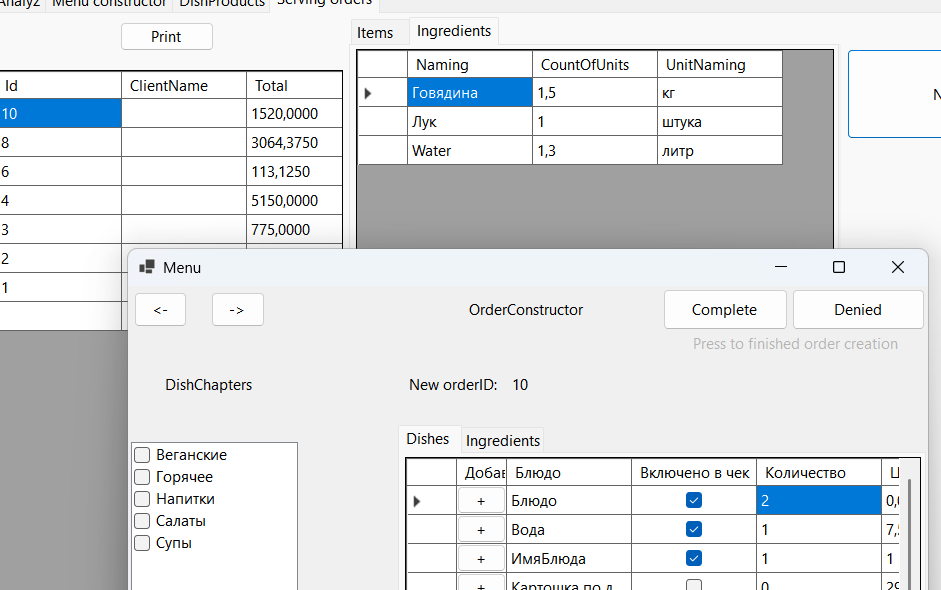 Analyz Menu constructor DishProducts Serving orders
Print
Items Ingredients
Id ClientName Total
10 1520,0000
8 3064,3750
6 113,1250
4 5150,0000
3 775,0000
2
1
Naming CountOfUnits UnitNaming
Говядина 1,5 кг
Лук 1 штука
Water 1,3 литр
N
Menu
<- -> OrderConstructor Complete Denied
Press to finished order creation
DishChapters New orderID: 10
Веганские
Горячее
Напитки
Салаты
Супы
Dishes Ingredients
Добав Блюдо Включено в чек Количество Ц
+ Блюдо 2 0,0
+ Вода 1 7,5
+ ИмяБлюда 1 1
+ Картошка по д 0 29